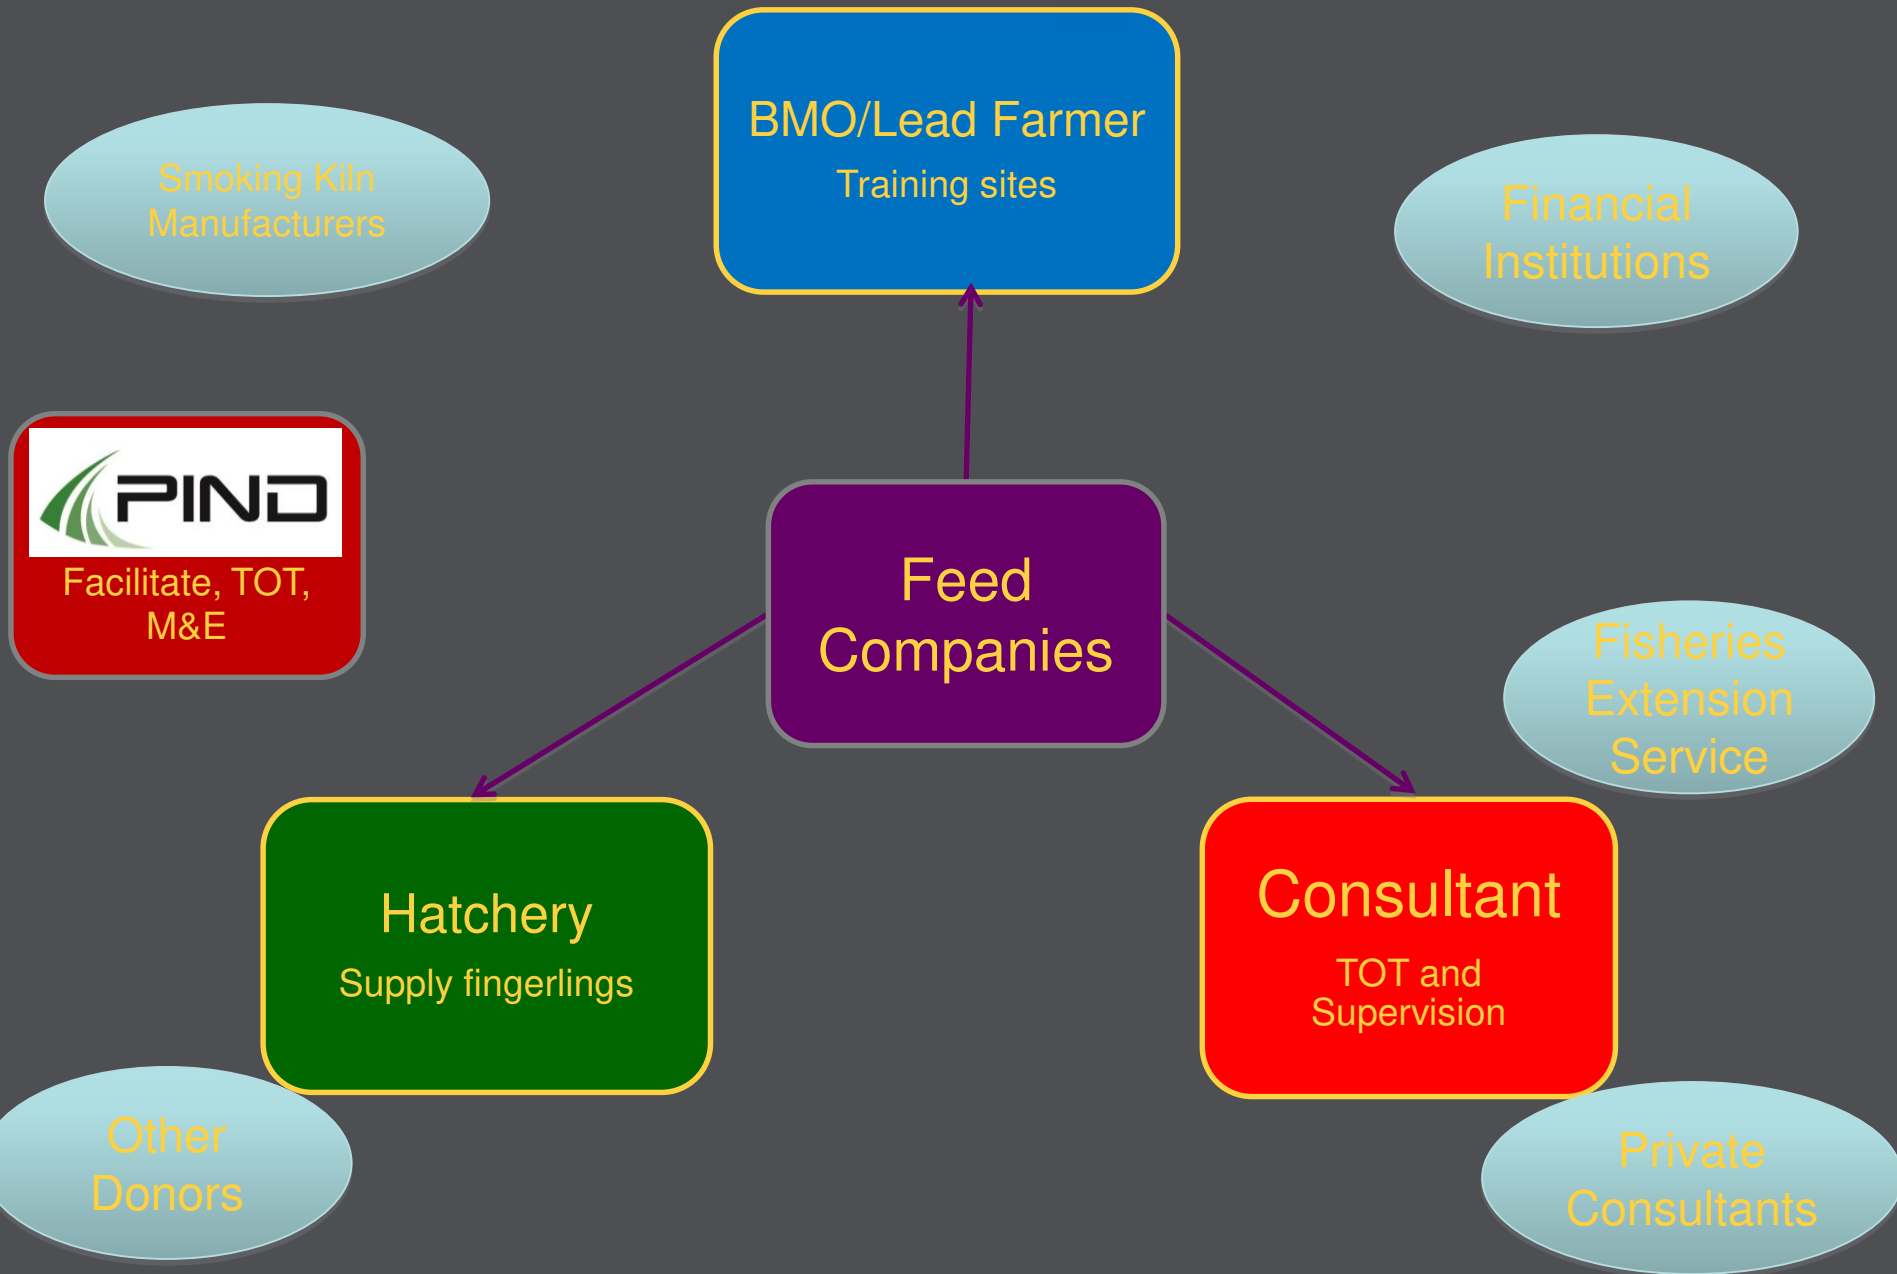 BMO/Lead Farmer
Training sites
Smoking Kiln
Manufacturers
Financial
Institutions
PIND
Facilitate, TOT,
M&E
Feed
Companies
Fisheries
Extension
Service
Hatchery
Supply fingerlings
Consultant
TOT and
Supervision
Other
Donors
Private
Consultants